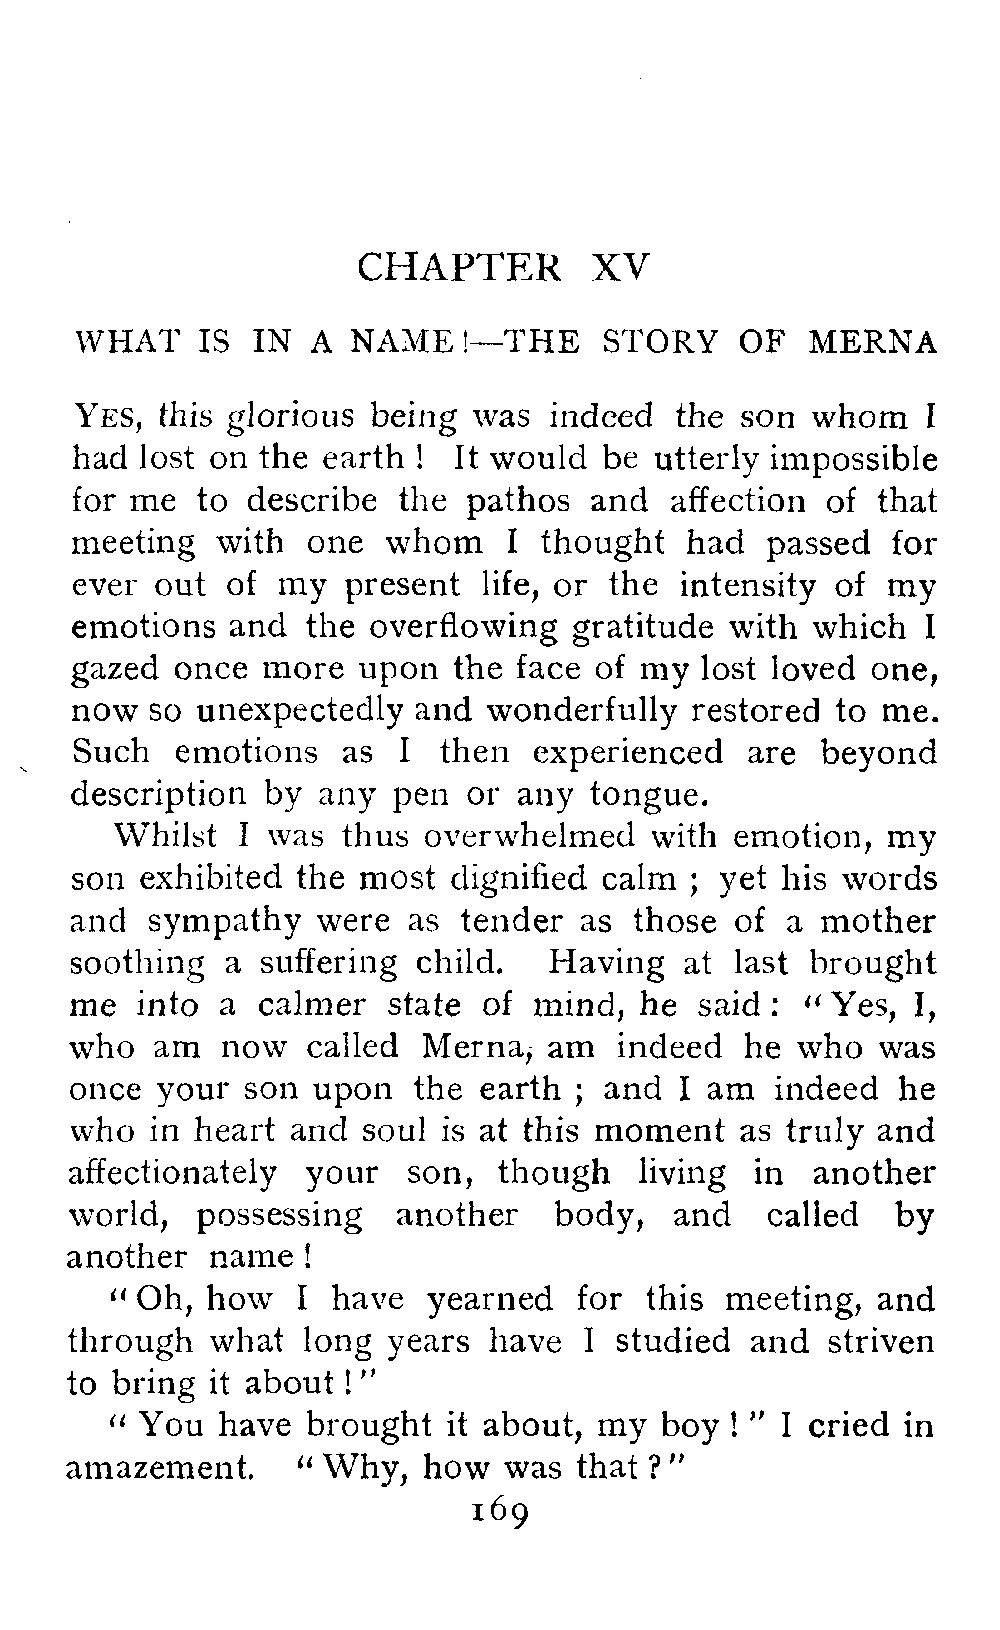 CHAPTER XV
WHAT IS IN A NAME!—THE STORY OF MERNA
YES, this glorious being was indeed the son whom I
had lost on the earth ! It would be utterly impossible
for me to describe the pathos and affection of that
meeting with one whom I thought had passed for
ever out of my present life, or the intensity of my
emotions and the overflowing gratitude with which I
gazed once more upon the face of my lost loved one,
now so unexpectedly and wonderfully restored to me.
Such emotions as I then experienced are beyond
description by any pen or any tongue.
Whilst I was thus overwhelmed with emotion, my
son exhibited the most dignified calm ; yet his words
and sympathy were as tender as those of a mother
soothing a suffering child. Having at last brought
me into a calmer state of mind, he said : “ Yes, I,
who am now called Merna, am indeed he who was
once your son upon the earth ; and I am indeed he
who in heart and soul is at this moment as truly and
affectionately your son, though living in another
world, possessing another body, and called by
another name !
“ Oh, how I have yearned for this meeting, and
through what long years have I studied and striven
to bring it about ! ”
“ You have brought it about, my boy ! ” I cried in
amazement. “ Why, how was that ? ”
169